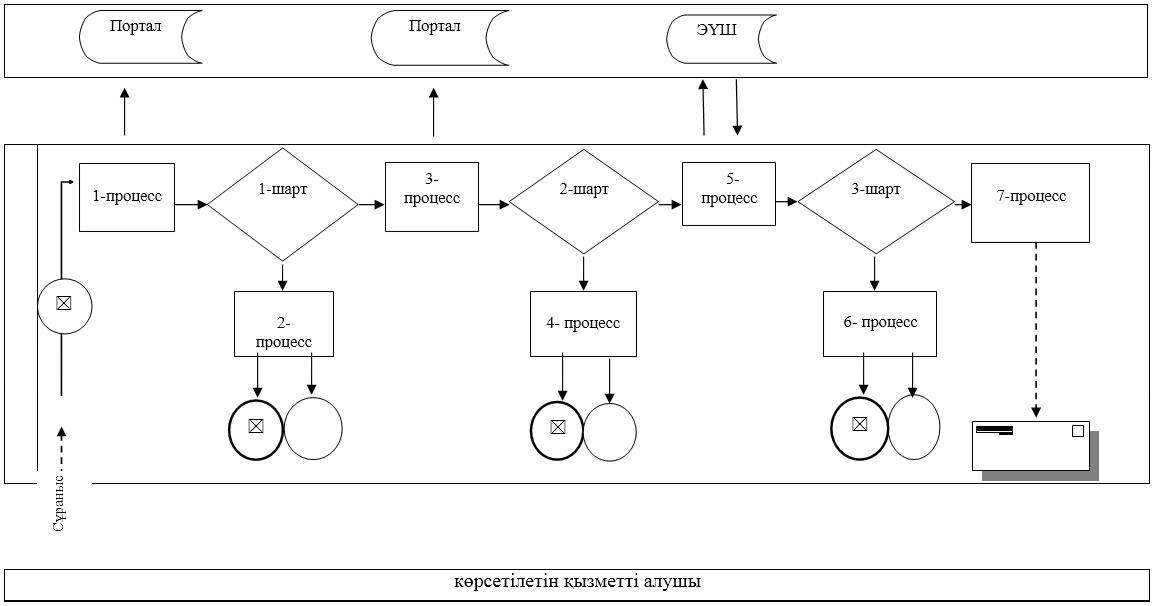 Портал
Портал
ЭҮШ
1-процесс
1-шарт
3-
процесс
2-шарт
5-
процесс
3-шарт
7-процесс
2-
процесс
4- процесс
6- процесс
Сұраныс
көрсетілетін қызметті алушы